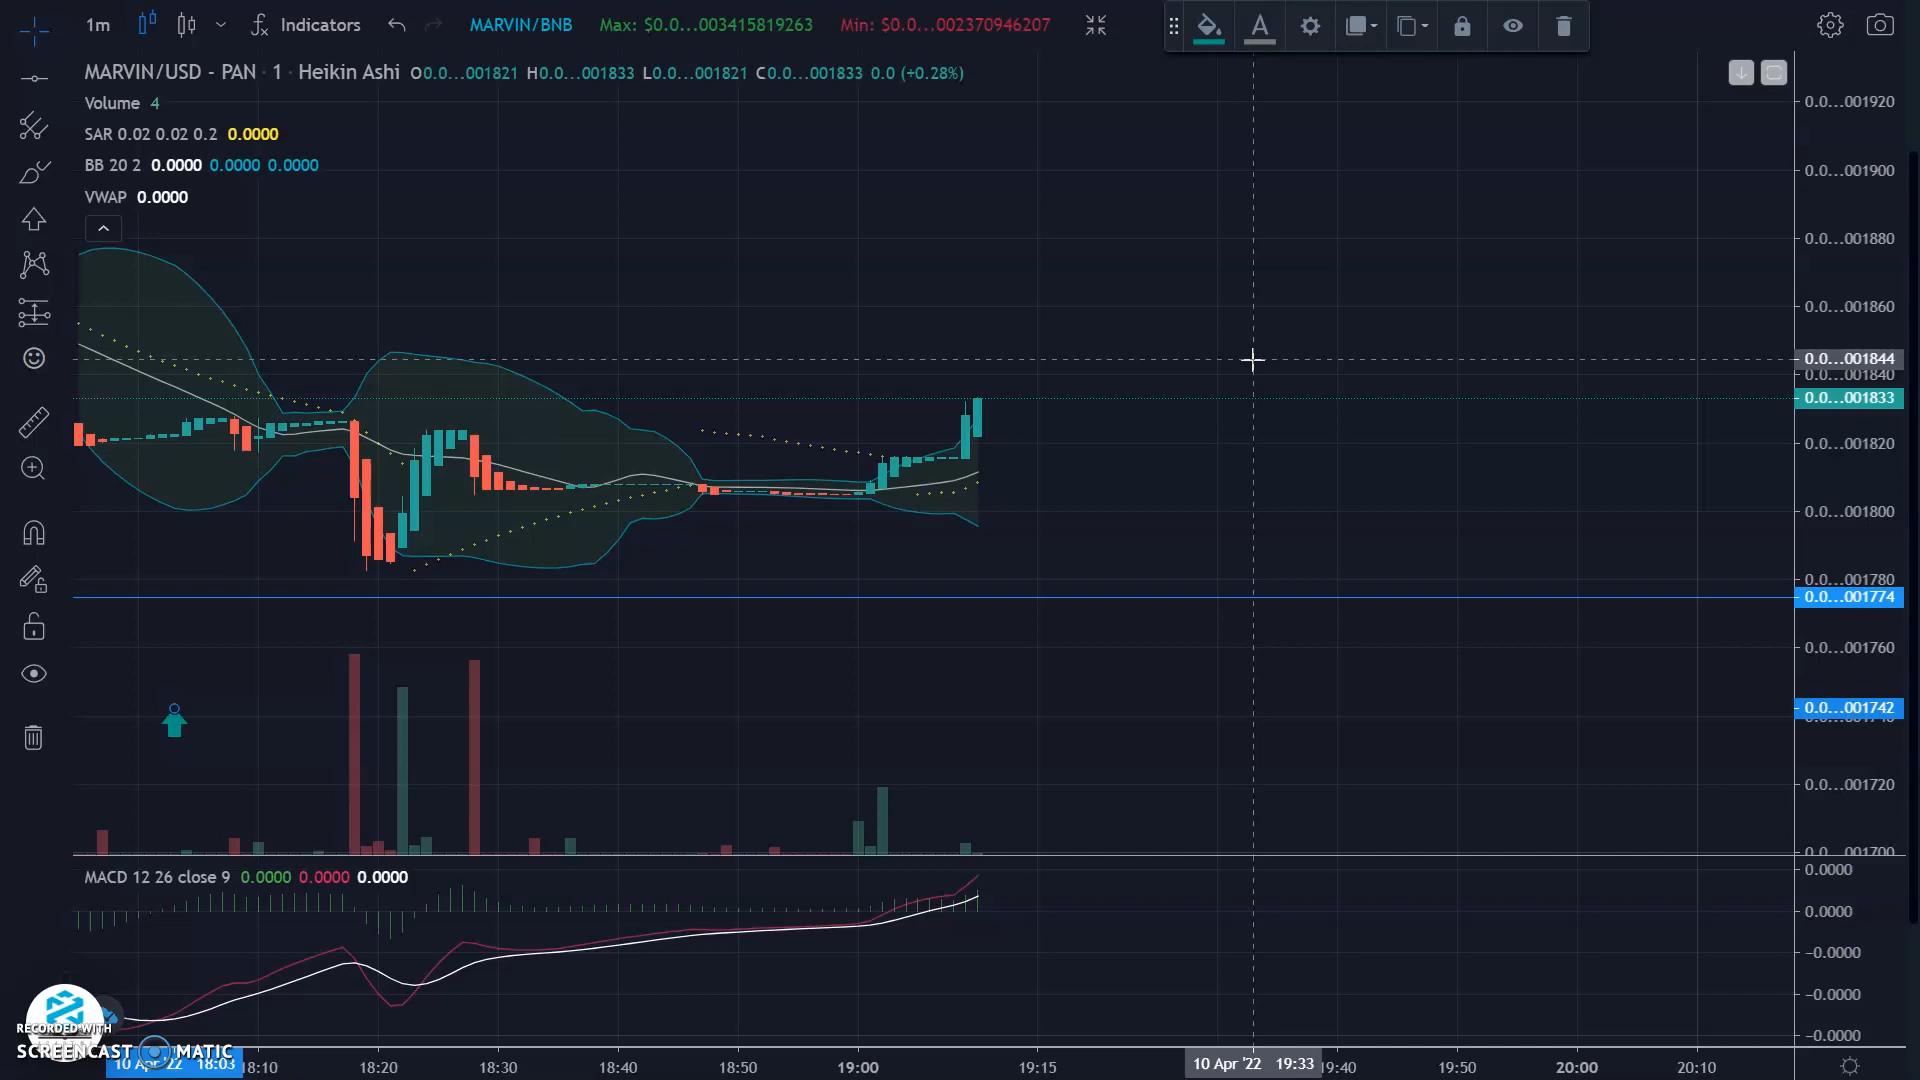 1m
Indicators
MARVIN/BNB
Max: $0.0...003415819263
Min: $0.0...002370946207
MARVIN/USD - PAN · 1 · Heikin Ashi O0.0...001821 H0.0...001833 L0.0...001821 C0.0...001833 0.0 (+0.28%)
Volume 4
SAR 0.02 0.02 0.2 0.0000
BB 20 2 0.0000 0.0000 0.0000
VWAP 0.0000
0.0...001920
0.0...001900
0.0...001880
0.0...001860
0.0...001844
0.0...001840
0.0...001833
0.0...001820
0.0...001800
0.0...001780
0.0...001774
0.0...001760
0.0...001742
0.0...001720
0.0...001700
MACD 12 26 close 9 0.0000 0.0000 0.0000
0.0000
0.0000
−0.0000
−0.0000
−0.0000
RECORDED WITH
SCREENCAST MATIC
10 Apr '22 18:03
18:10
18:20
18:30
18:40
18:50
19:00
19:15
10 Apr '22 19:33
19:40
19:50
20:00
20:10